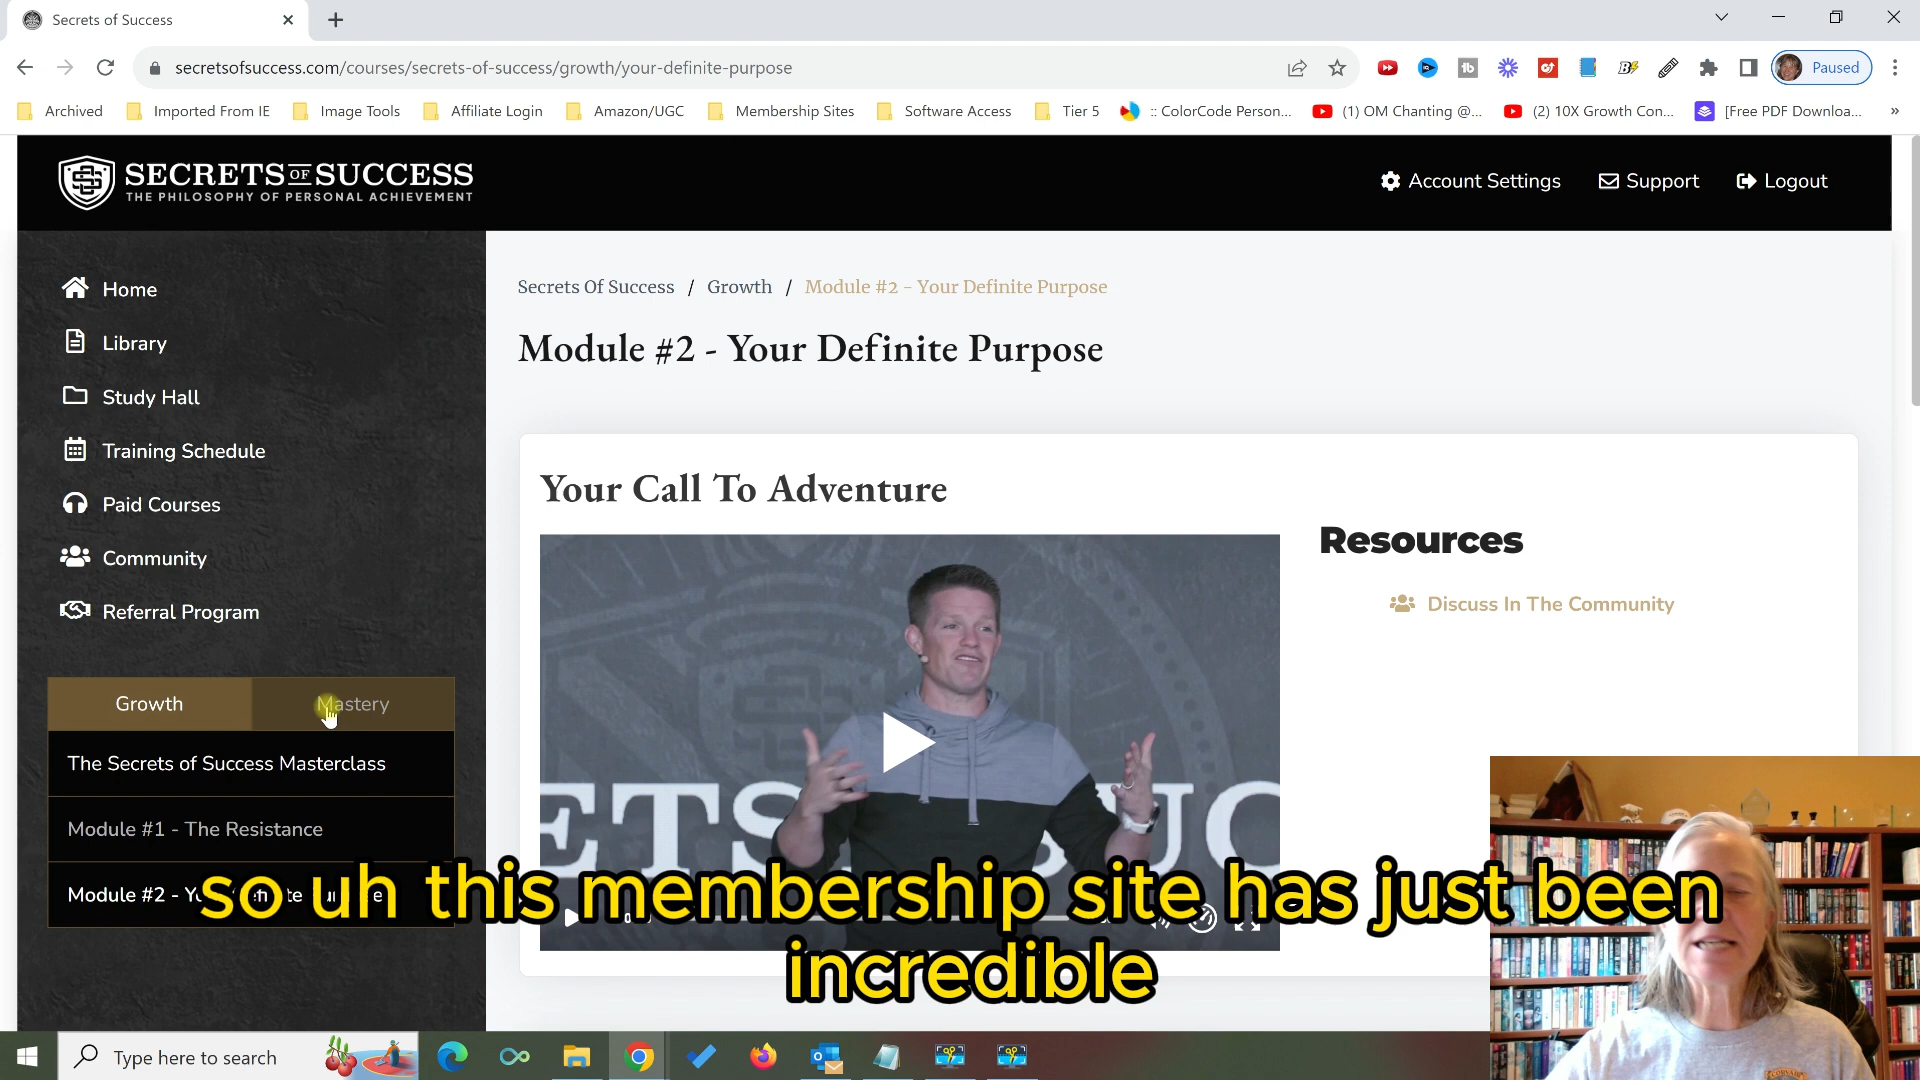 Secrets of Success
secretsofsuccess.com/courses/secrets-of-success/growth/your-definite-purpose
Paused
Archived
Imported From IE
Image Tools
Affiliate Login
Amazon/UGC
Membership Sites
Software Access
Tier 5
:: ColorCode Person...
(1) OM Chanting @...
(2) 10X Growth Con...
[Free PDF Downloa...
»
SECRETS OF SUCCESS
THE PHILOSOPHY OF PERSONAL ACHIEVEMENT
Account Settings
Support
Logout
Home
Library
Study Hall
Training Schedule
Paid Courses
Community
Referral Program
Growth
Mastery
The Secrets of Success Masterclass
Module #1 - The Resistance
Module #2 -
Secrets Of Success / Growth / Module #2 - Your Definite Purpose
Module #2 - Your Definite Purpose
Your Call To Adventure
Resources
Discuss In The Community
so uh this membership site has just been
incredible
Type here to search